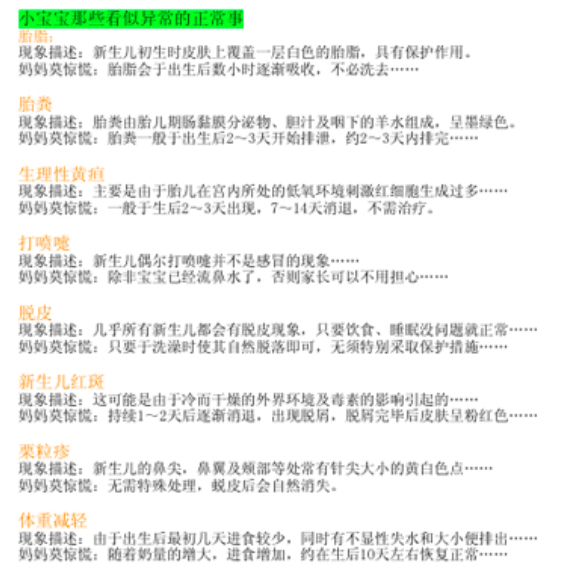 小宝宝那些看似异常的正常事
胎脂：
现象描述：新生儿初生时皮肤上覆盖一层白色的胎脂，具有保护作用。
妈妈莫惊慌：胎脂会于出生后数小时逐渐吸收，不必洗去……
胎粪
现象描述：胎粪由胎儿期肠黏膜分泌物、胆汁及咽下的羊水组成，呈墨绿色。
妈妈莫惊慌：胎粪一般于出生后2～3天开始排泄，约2～3天内排完……
生理性黄疸
现象描述：主要是由于胎儿在宫内所处的低氧环境刺激红细胞生成过多……
妈妈莫惊慌：一般于生后2～3天出现，7～14天消退，不需治疗。
打喷嚏
现象描述：新生儿偶尔打喷嚏并不是感冒的现象……
妈妈莫惊慌：除非宝宝已经流鼻水了，否则家长可以不用担心……
脱皮
现象描述：几乎所有新生儿都会有脱皮现象，只要饮食、睡眠没问题就正常……
妈妈莫惊慌：只要于洗澡时使其自然脱落即可，无须特别采取保护措施……
新生儿红斑
现象描述：这可能是由于冷而干燥的外界环境及毒素的影响引起的……
妈妈莫惊慌：持续1～2天后逐渐消退，出现脱屑，脱屑完毕后皮肤呈粉红色……
粟粒疹
现象描述：新生儿的鼻尖，鼻翼及颊部等处常有针尖大小的黄白色点……
妈妈莫惊慌：无需特殊处理，蜕皮后会自然消失。
体重减轻
现象描述：由于出生后最初几天进食较少，同时有不显性失水和大小便排出……
妈妈莫惊慌：随着奶量的增大，进食增加，约在生后10天左右恢复正常……